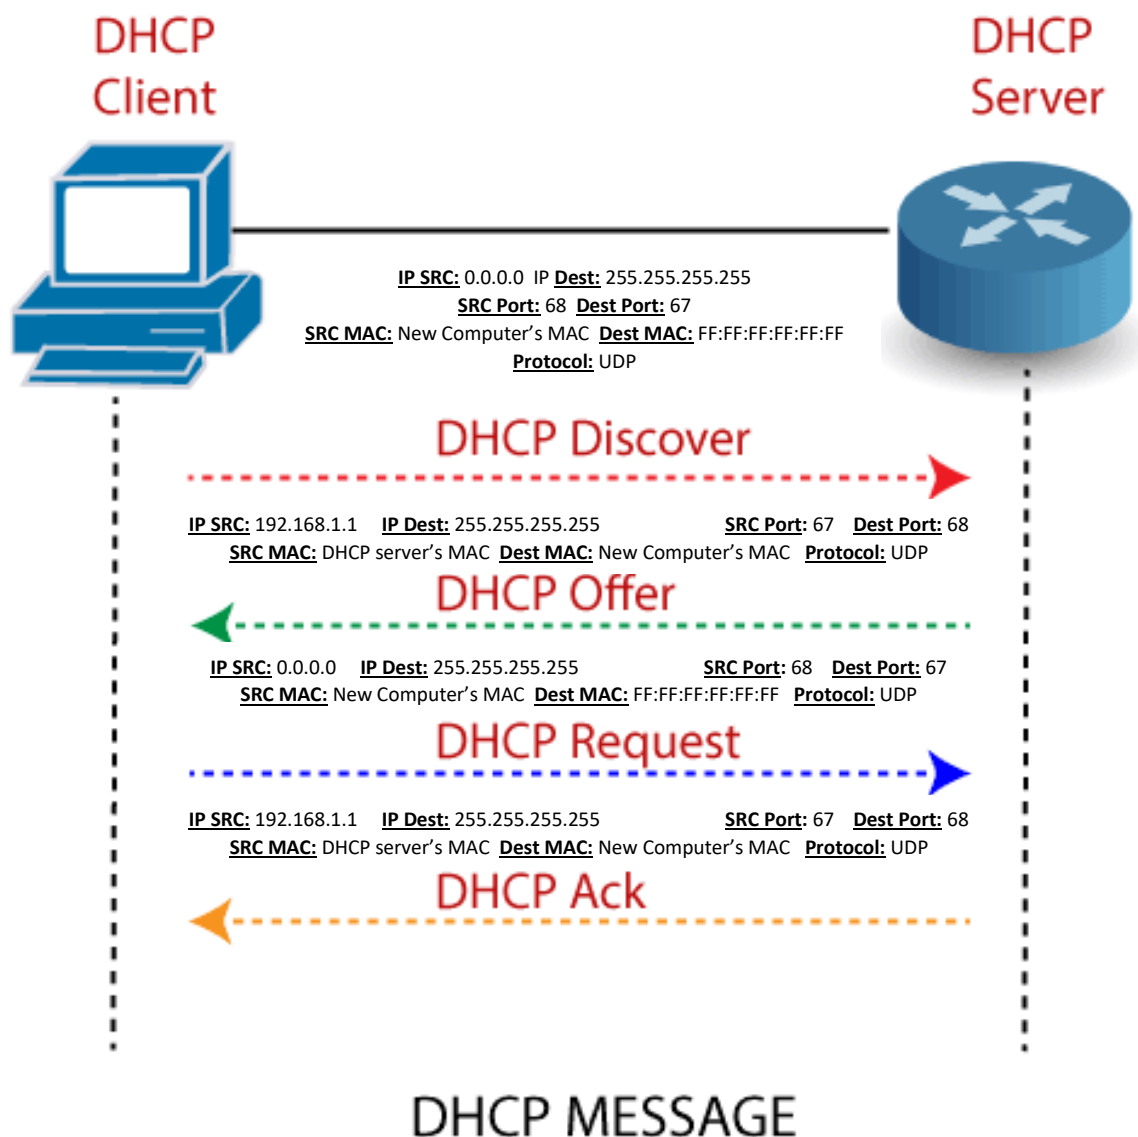 DHCP
Client
DHCP
Server
IP SRC: 0.0.0.0 IP Dest: 255.255.255.255
SRC Port: 68 Dest Port: 67
SRC MAC: New Computer’s MAC Dest MAC: FF:FF:FF:FF:FF:FF
Protocol: UDP
DHCP Discover
IP SRC: 192.168.1.1 IP Dest: 255.255.255.255 SRC Port: 67 Dest Port: 68
SRC MAC: DHCP server’s MAC Dest MAC: New Computer’s MAC Protocol: UDP
DHCP Offer
IP SRC: 0.0.0.0 IP Dest: 255.255.255.255 SRC Port: 68 Dest Port: 67
SRC MAC: New Computer’s MAC Dest MAC: FF:FF:FF:FF:FF:FF Protocol: UDP
DHCP Request
IP SRC: 192.168.1.1 IP Dest: 255.255.255.255 SRC Port: 67 Dest Port: 68
SRC MAC: DHCP server’s MAC Dest MAC: New Computer’s MAC Protocol: UDP
DHCP Ack
DHCP MESSAGE